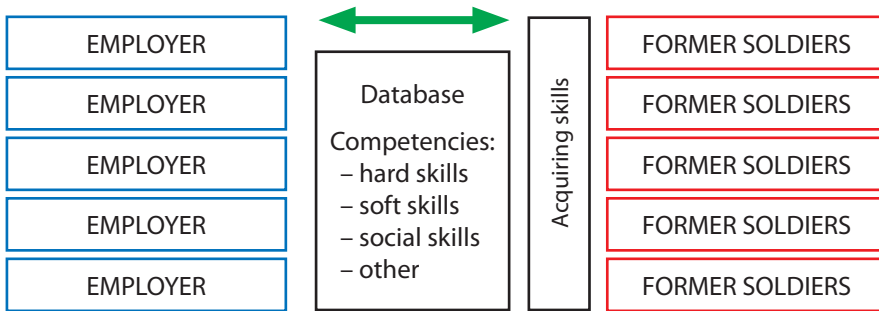 EMPLOYER
EMPLOYER
EMPLOYER
EMPLOYER
EMPLOYER
Database
Competencies:
– hard skills
– soft skills
– social skills
– other
Acquiring skills
FORMER SOLDIERS
FORMER SOLDIERS
FORMER SOLDIERS
FORMER SOLDIERS
FORMER SOLDIERS